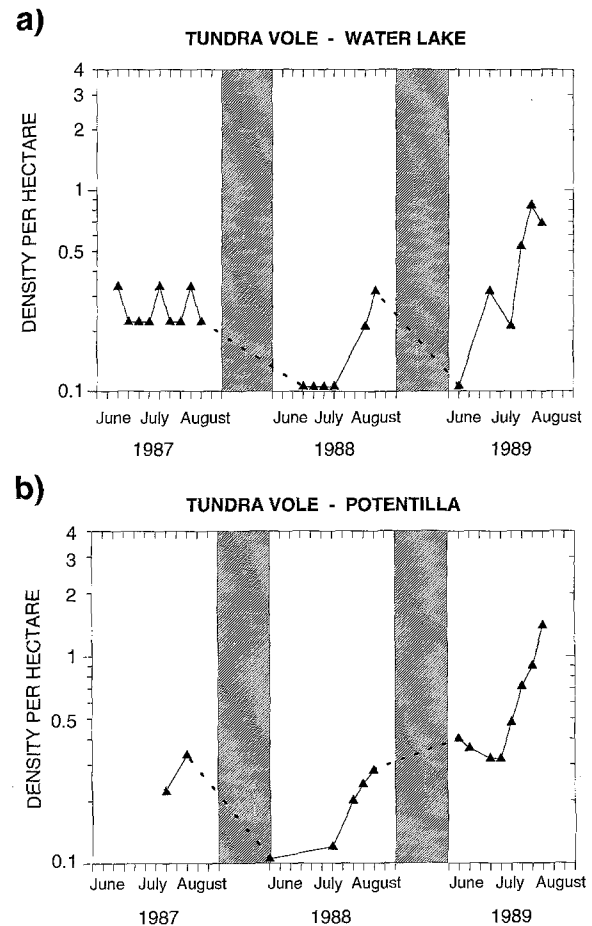 a)
TUNDRA VOLE - WATER LAKE
DENSITY PER HECTARE
4
3
2
1
0.5
0.1
June July August June July August June July August
1987 1988 1989
b)
TUNDRA VOLE - POTENTILLA
DENSITY PER HECTARE
4
3
2
1
0.5
0.1
June July August June July August June July August
1987 1988 1989